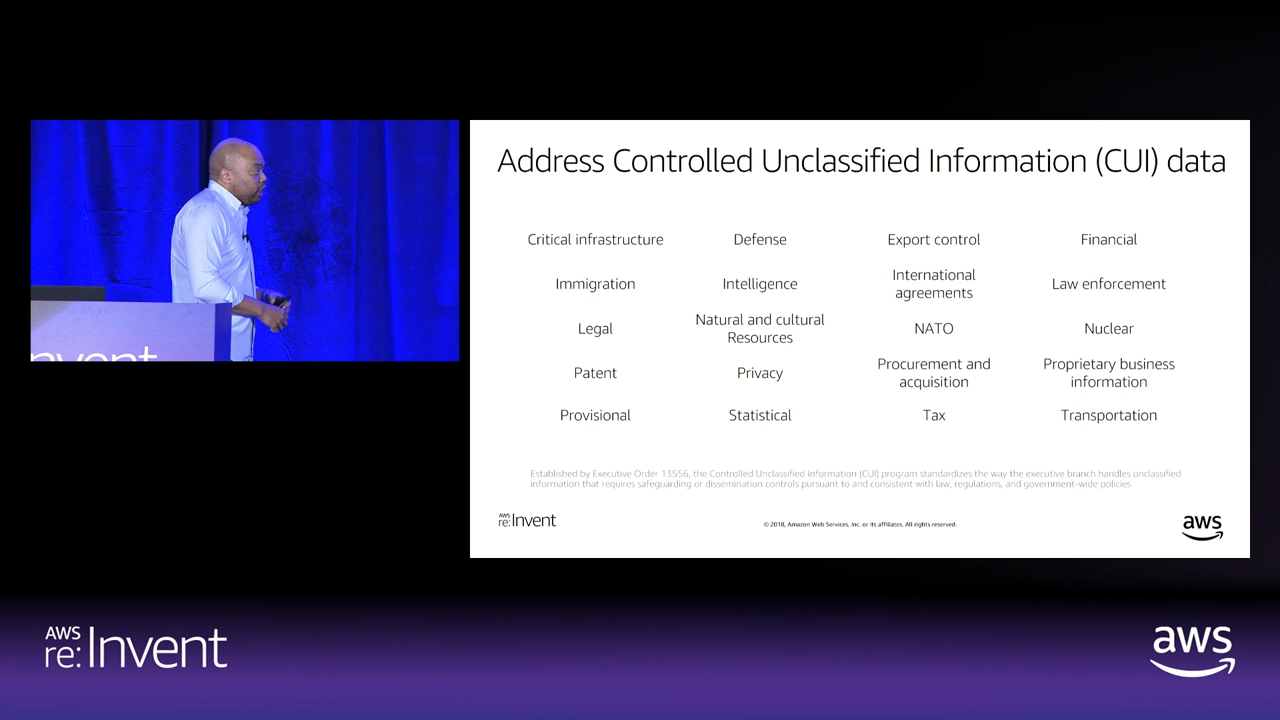 Address Controlled Unclassified Information (CUI) data
Critical infrastructure
Defense
Export control
Financial
Immigration
Intelligence
International
agreements
Law enforcement
Legal
Natural and cultural
Resources
NATO
Nuclear
Patent
Privacy
Procurement and
acquisition
Proprietary business
information
Provisional
Statistical
Tax
Transportation
Established by Executive Order 13556, the Controlled Unclassified Information (CUI) program standardizes the way the executive branch handles unclassified
information that requires safeguarding or dissemination controls pursuant to and consistent with law, regulations, and government-wide policies
AWS
re:Invent
© 2018, Amazon Web Services, Inc. or its affiliates. All rights reserved.
aws
nvent
AWS
re:Invent
aws